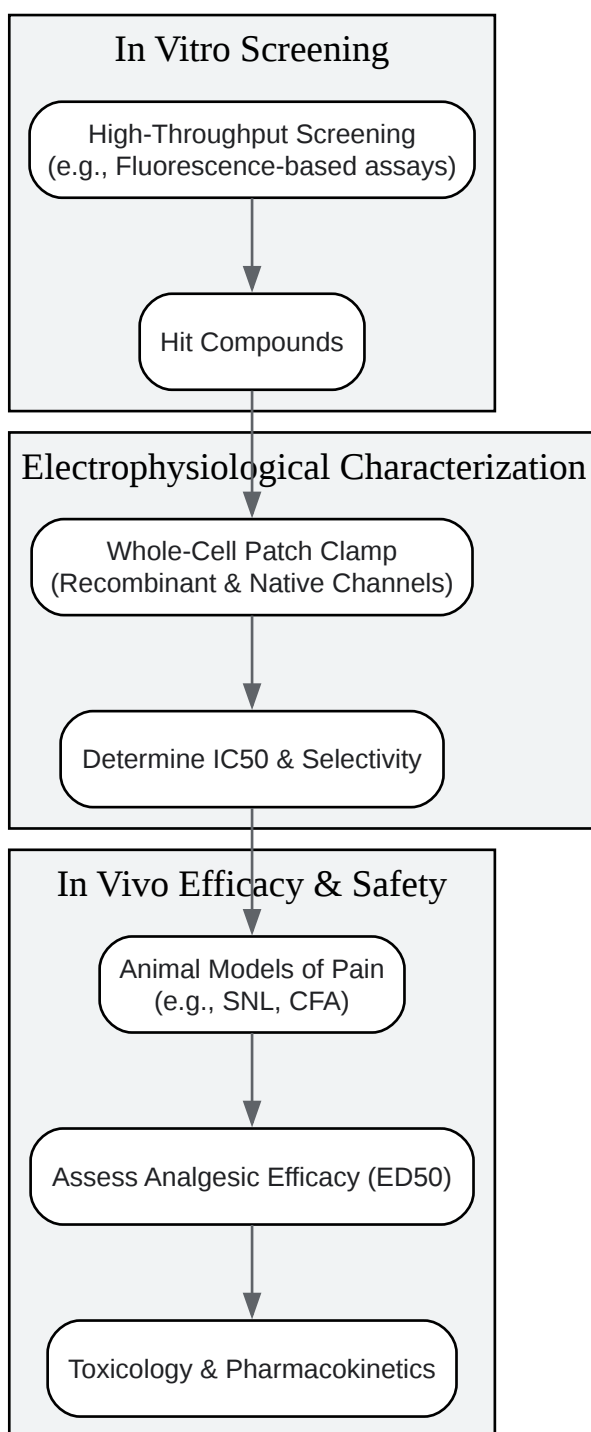 In Vitro Screening
High-Throughput Screening
(e.g., Fluorescence-based assays)
Hit Compounds
Electrophysiological Characterization
Whole-Cell Patch Clamp
(Recombinant & Native Channels)
Determine IC50 & Selectivity
In Vivo Efficacy & Safety
Animal Models of Pain
(e.g., SNL, CFA)
Assess Analgesic Efficacy (ED50)
Toxicology & Pharmacokinetics